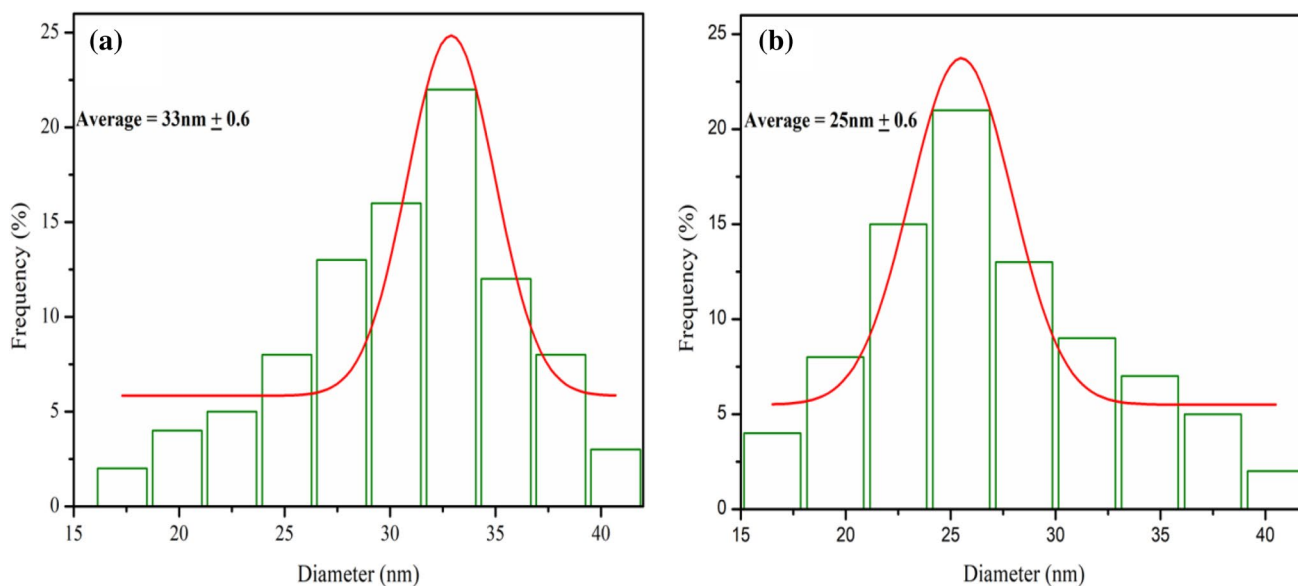 (a)
Average = 33nm ± 0.6
Frequency (%)
25
20
15
10
5
0
15 20 25 30 35 40
Diameter (nm)
(b)
Average = 25nm ± 0.6
Frequency (%)
25
20
15
10
5
0
15 20 25 30 35 40
Diameter (nm)